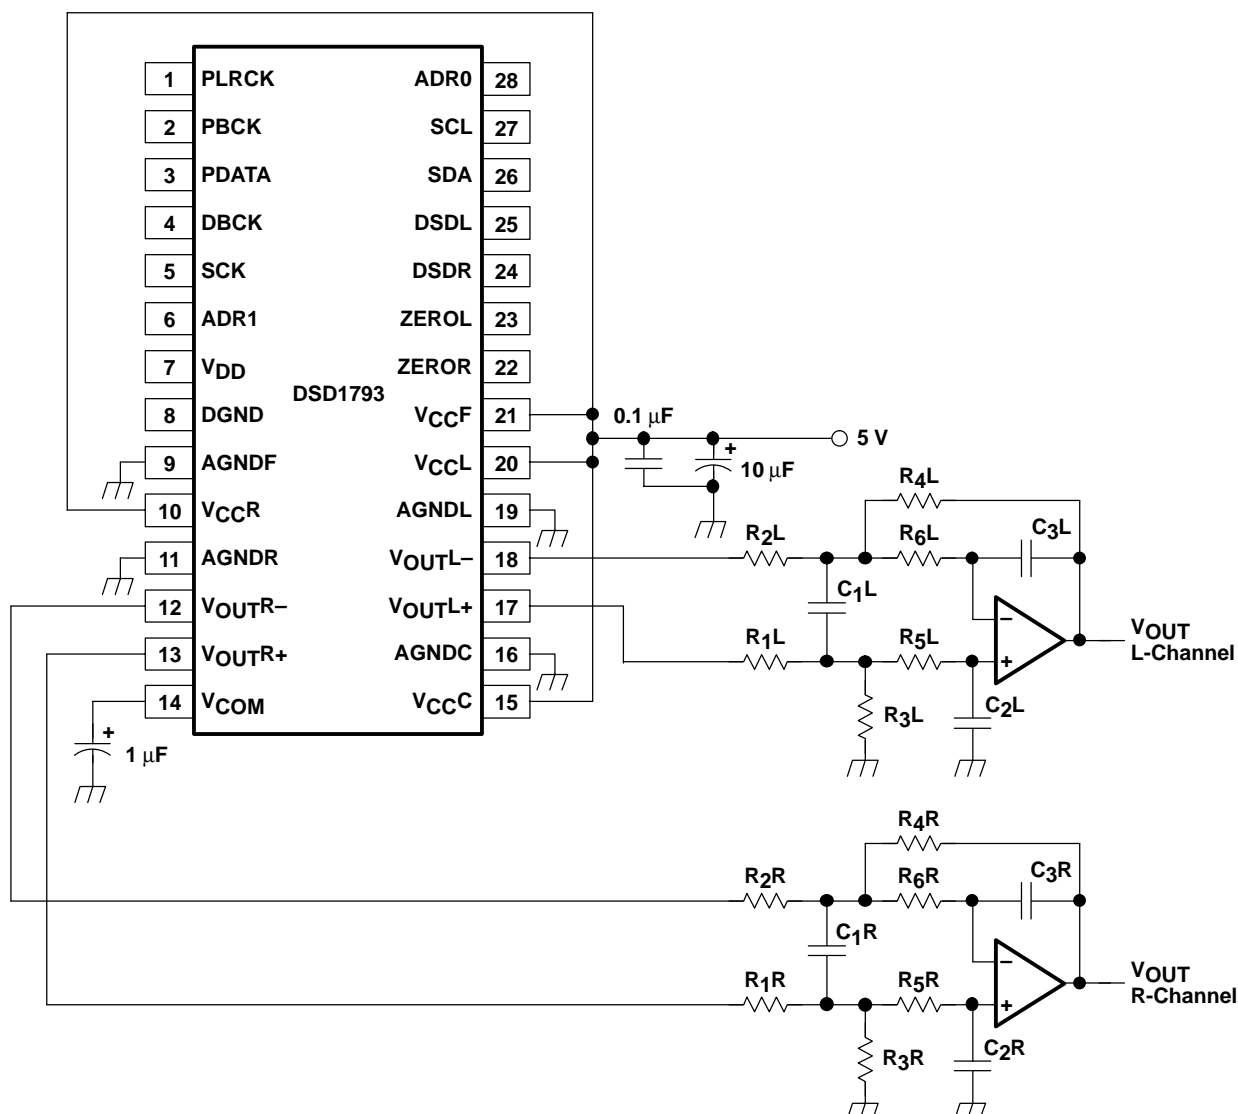 1 PLRCK ADR0 28
2 PBCK SCL 27
3 PDATA SDA 26
4 DBCK DSDL 25
5 SCK DSDR 24
6 ADR1 ZEROL 23
7 VDD ZEROR 22
DSD1793
8 DGND VCCF 21
0.1 μF
5 V
9 AGNDF VCCL 20
+
10 μF
10 VCCR AGNDL 19
11 AGNDR VOUTL– 18
12 VOUTR– VOUTL+ 17
13 VOUTR+ AGNDC 16
14 VCOM VCCC 15
+
1 μF
R4L
R2L R6L C3L
C1L
–
R1L R5L +
VOUT
L-Channel
R3L C2L
R4R
R2R R6R C3R
C1R
–
R1R R5R +
VOUT
R-Channel
R3R C2R